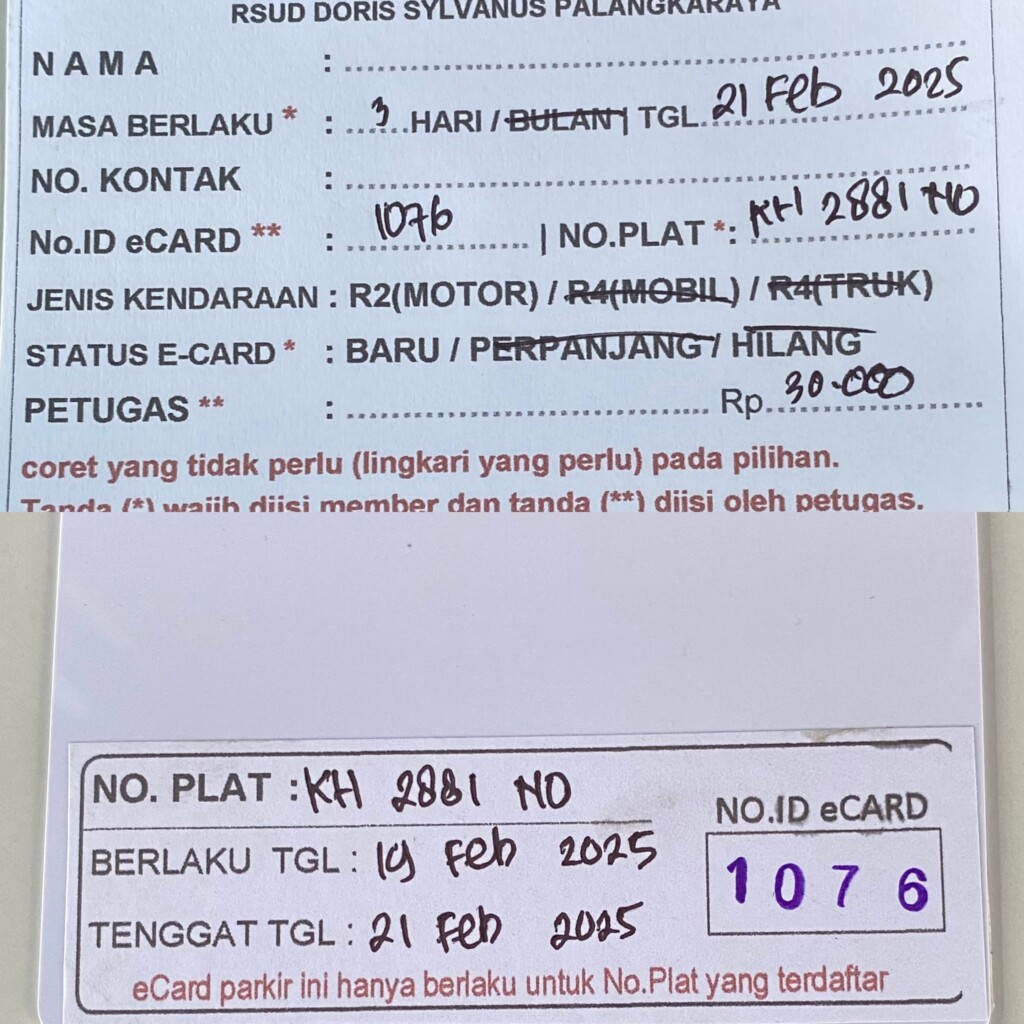 RSUD DORIS SYLVANUS PALANGKARAYA
NAMA : ........................................
MASA BERLAKU * : ...3...HARI / BULAN | TGL. 21 Feb 2025
NO. KONTAK : ........................................
No.ID eCARD ** : 1076 | NO.PLAT *: KH 2881 NO
JENIS KENDARAAN : R2(MOTOR) / R4(MOBIL) / R4(TRUK)
STATUS E-CARD * : BARU / PERPANJANG / HILANG
PETUGAS ** : ........................ Rp. 30.000
coret yang tidak perlu (lingkari yang perlu) pada pilihan.
Tanda (*) wajib diisi member dan tanda (**) diisi oleh petugas.
NO. PLAT : KH 2881 NO
BERLAKU TGL : 19 Feb 2025
TENGGAT TGL : 21 Feb 2025
NO.ID eCARD
1076
eCard parkir ini hanya berlaku untuk No.Plat yang terdaftar